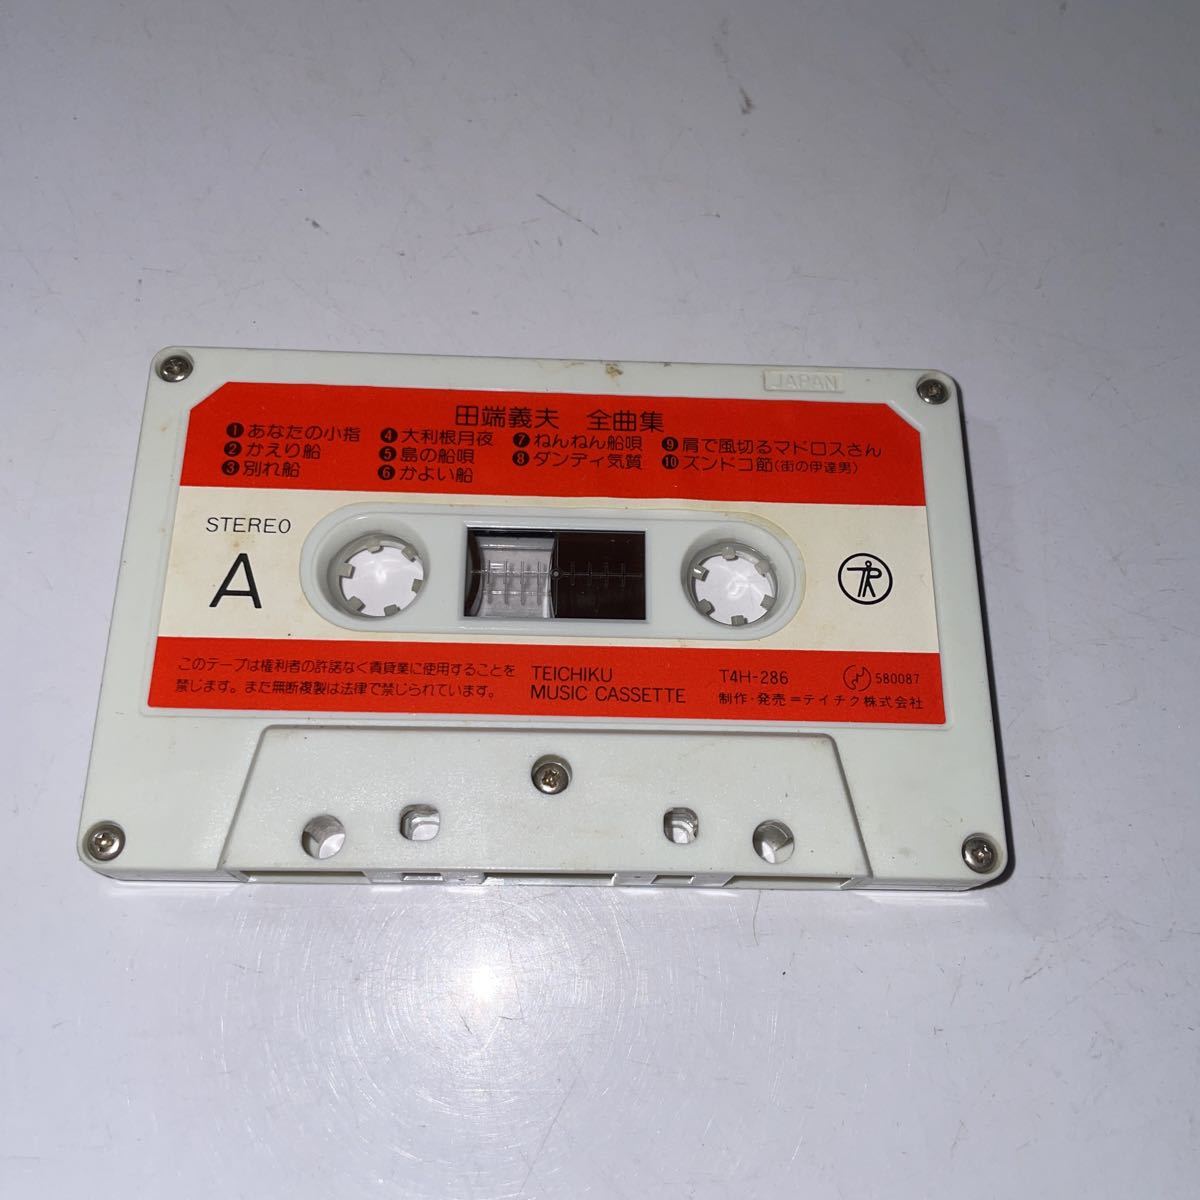 JAPAN
田端義夫 全曲集
❶あなたの小指
❷かえり船
❸別れ船
❹大利根月夜
❺島の船唄
❻かよい船
❼ねんねん船唄
❽ダンディ気質
❾肩で風切るマドロスさん
❿ズンドコ節(街の伊達男)
STEREO
A
このテープは権利者の許諾なく賃貸業に使用することを
禁じます。また無断複製は法律で禁じられています。
TEICHIKU
MUSIC CASSETTE
T4H-286
580087
制作・発売=テイチク株式会社